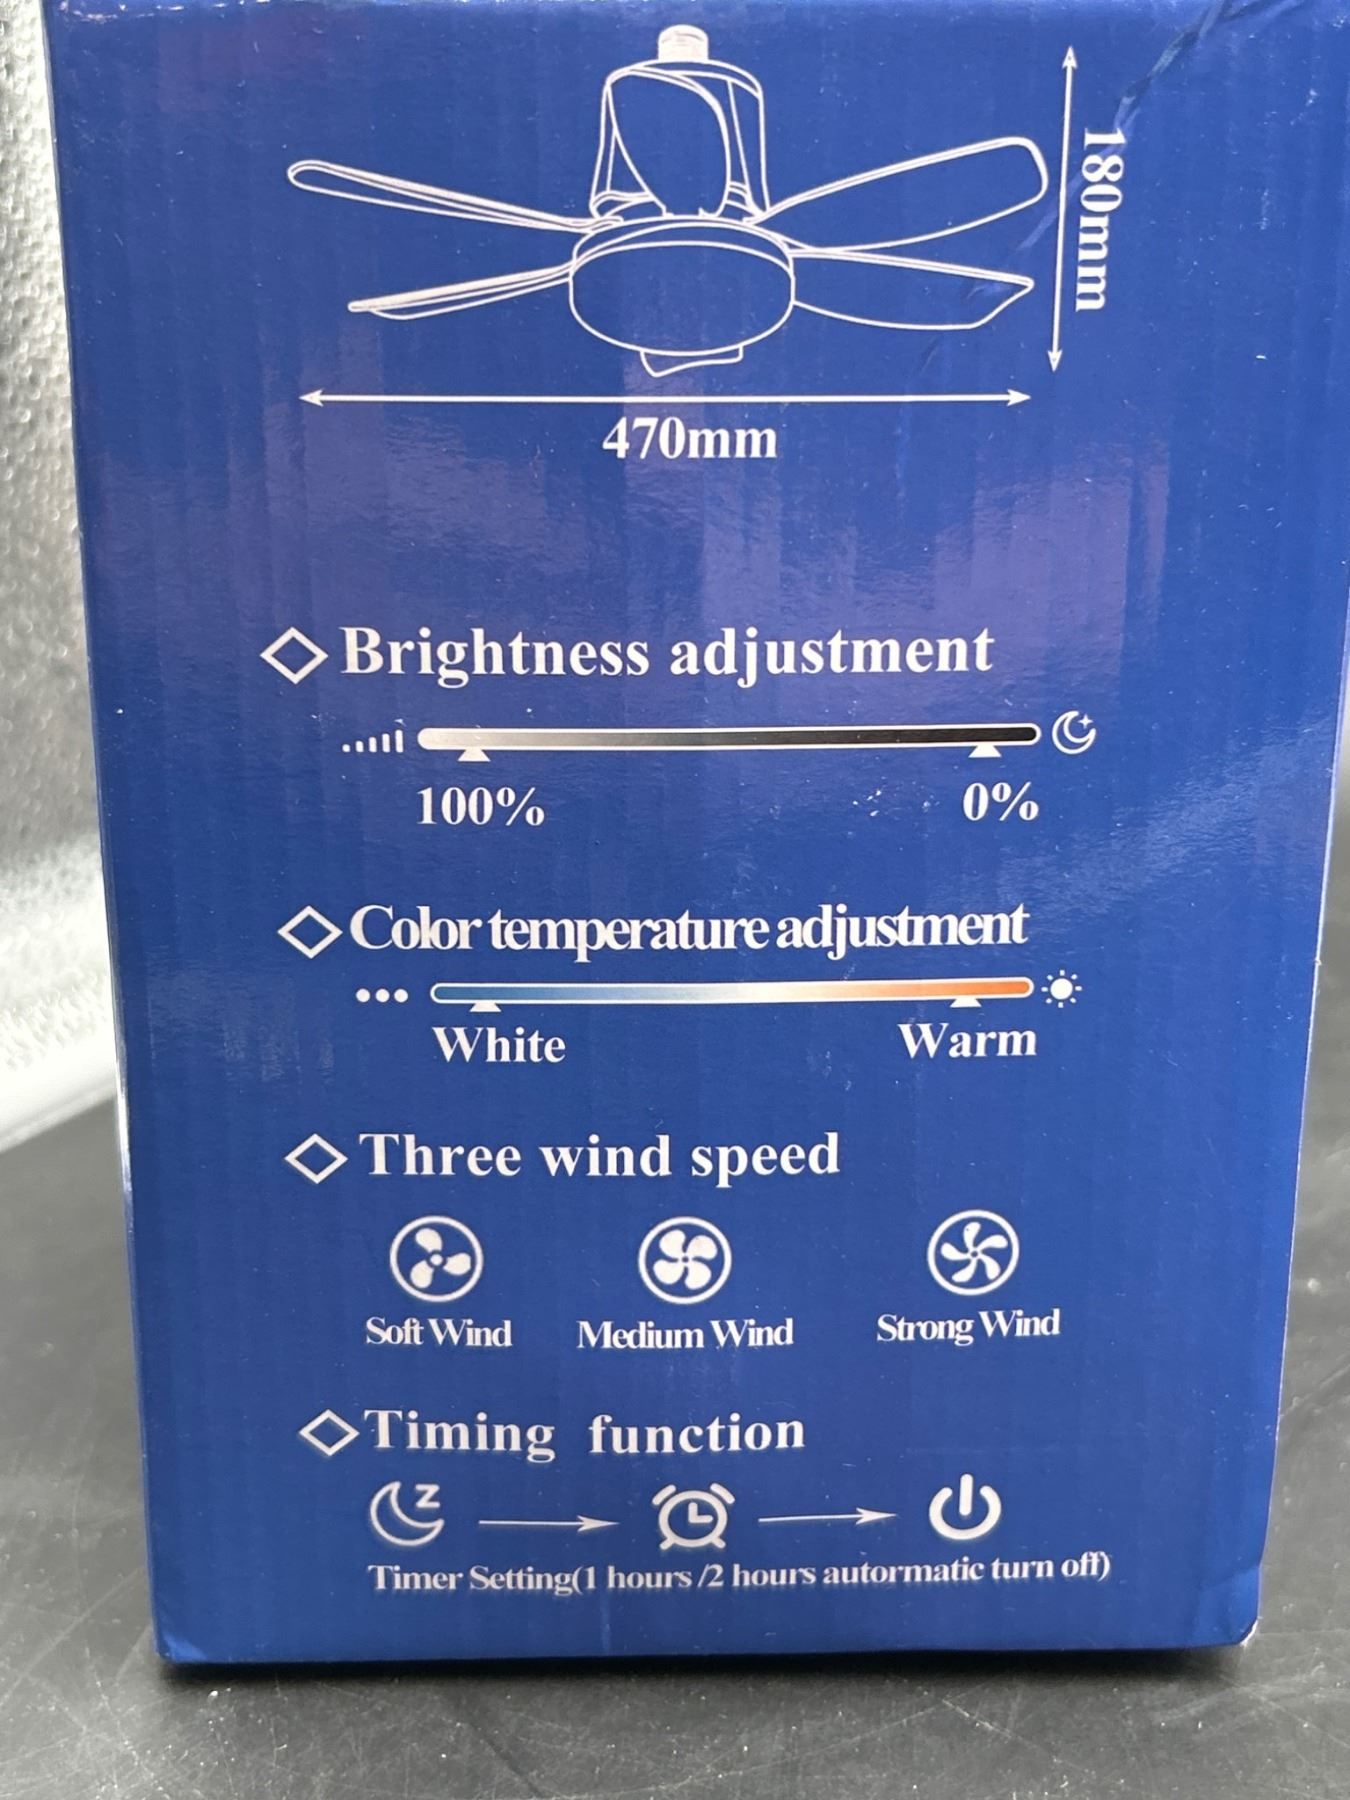 180mm
470mm
Brightness adjustment
100% 0%
Color temperature adjustment
White Warm
Three wind speed
Soft Wind Medium Wind Strong Wind
Timing function
z
Timer Setting(1 hours /2 hours autormatic turn off)